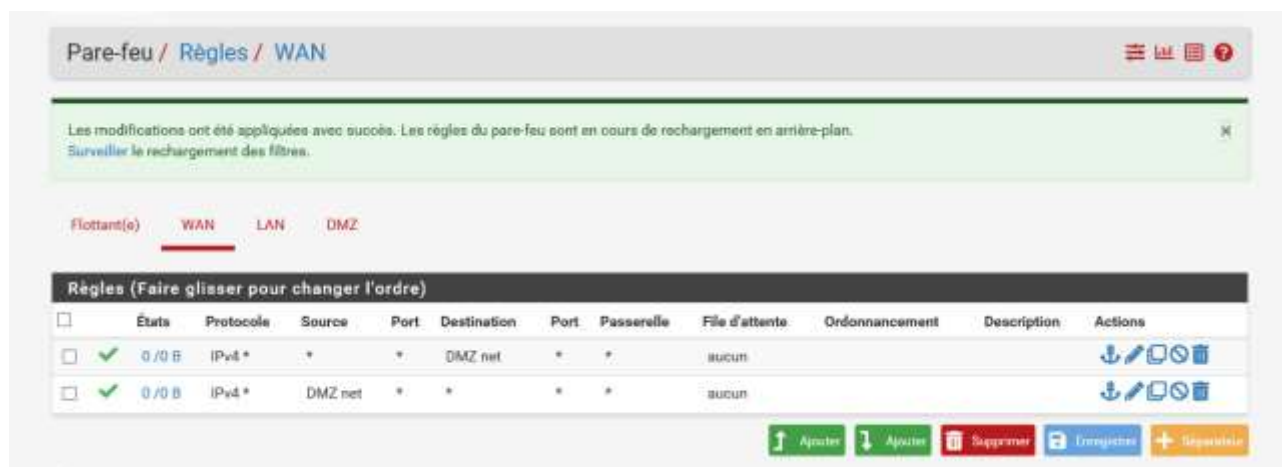 Pare-feu / Règles / WAN
Les modifications ont été appliquées avec succès. Les règles du pare-feu sont en cours de rechargement en arrière-plan.
Surveiller le rechargement des filtres.
Flottant(e) WAN LAN DMZ
Règles (Faire glisser pour changer l'ordre)
États Protocole Source Port Destination Port Passerelle File d'attente Ordonnancement Description Actions
0 /0 B IPv4 * * * DMZ net * * aucun
0 /0 B IPv4 * DMZ net * * * * aucun
Ajouter Ajouter Supprimer Enregistrer Séparateur